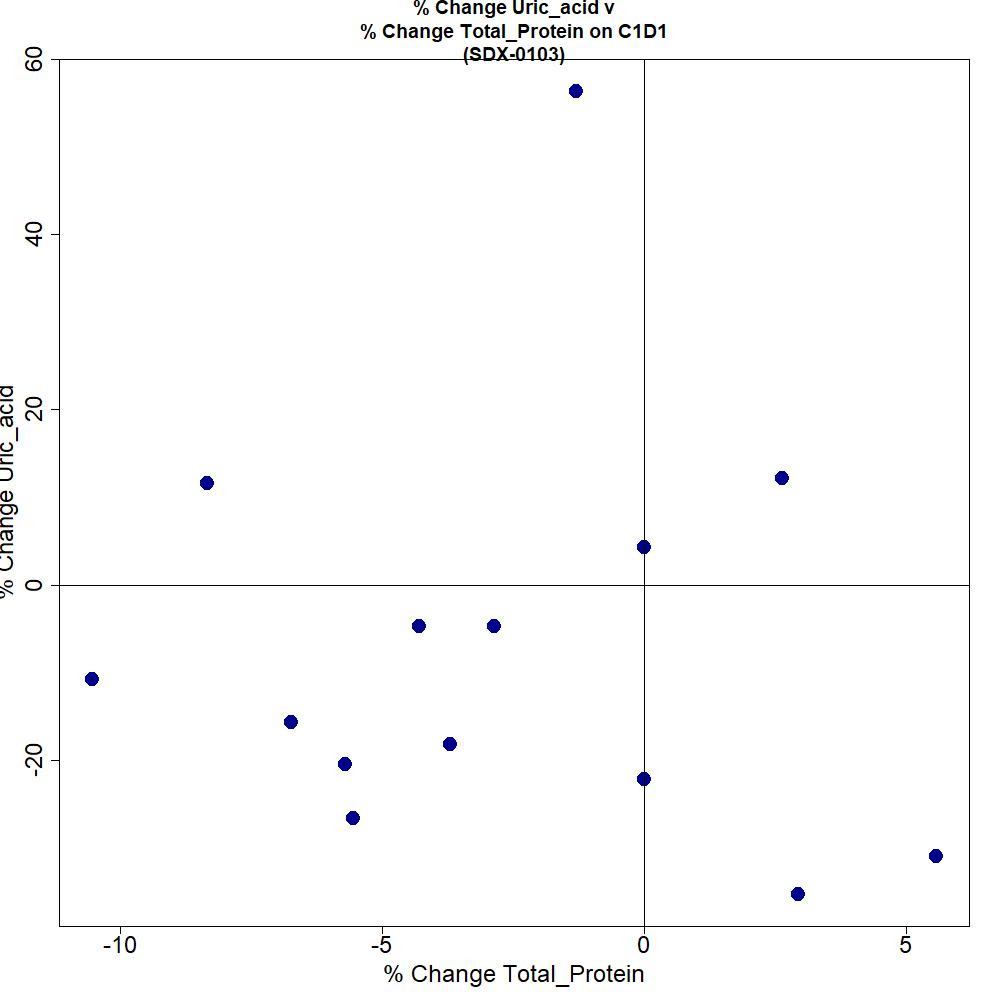 % Change Uric_acid v
% Change Total_Protein on C1D1
(SDX-0103)
60
40
20
0
-20
% Change Uric_acid
-10
-5
0
5
% Change Total_Protein